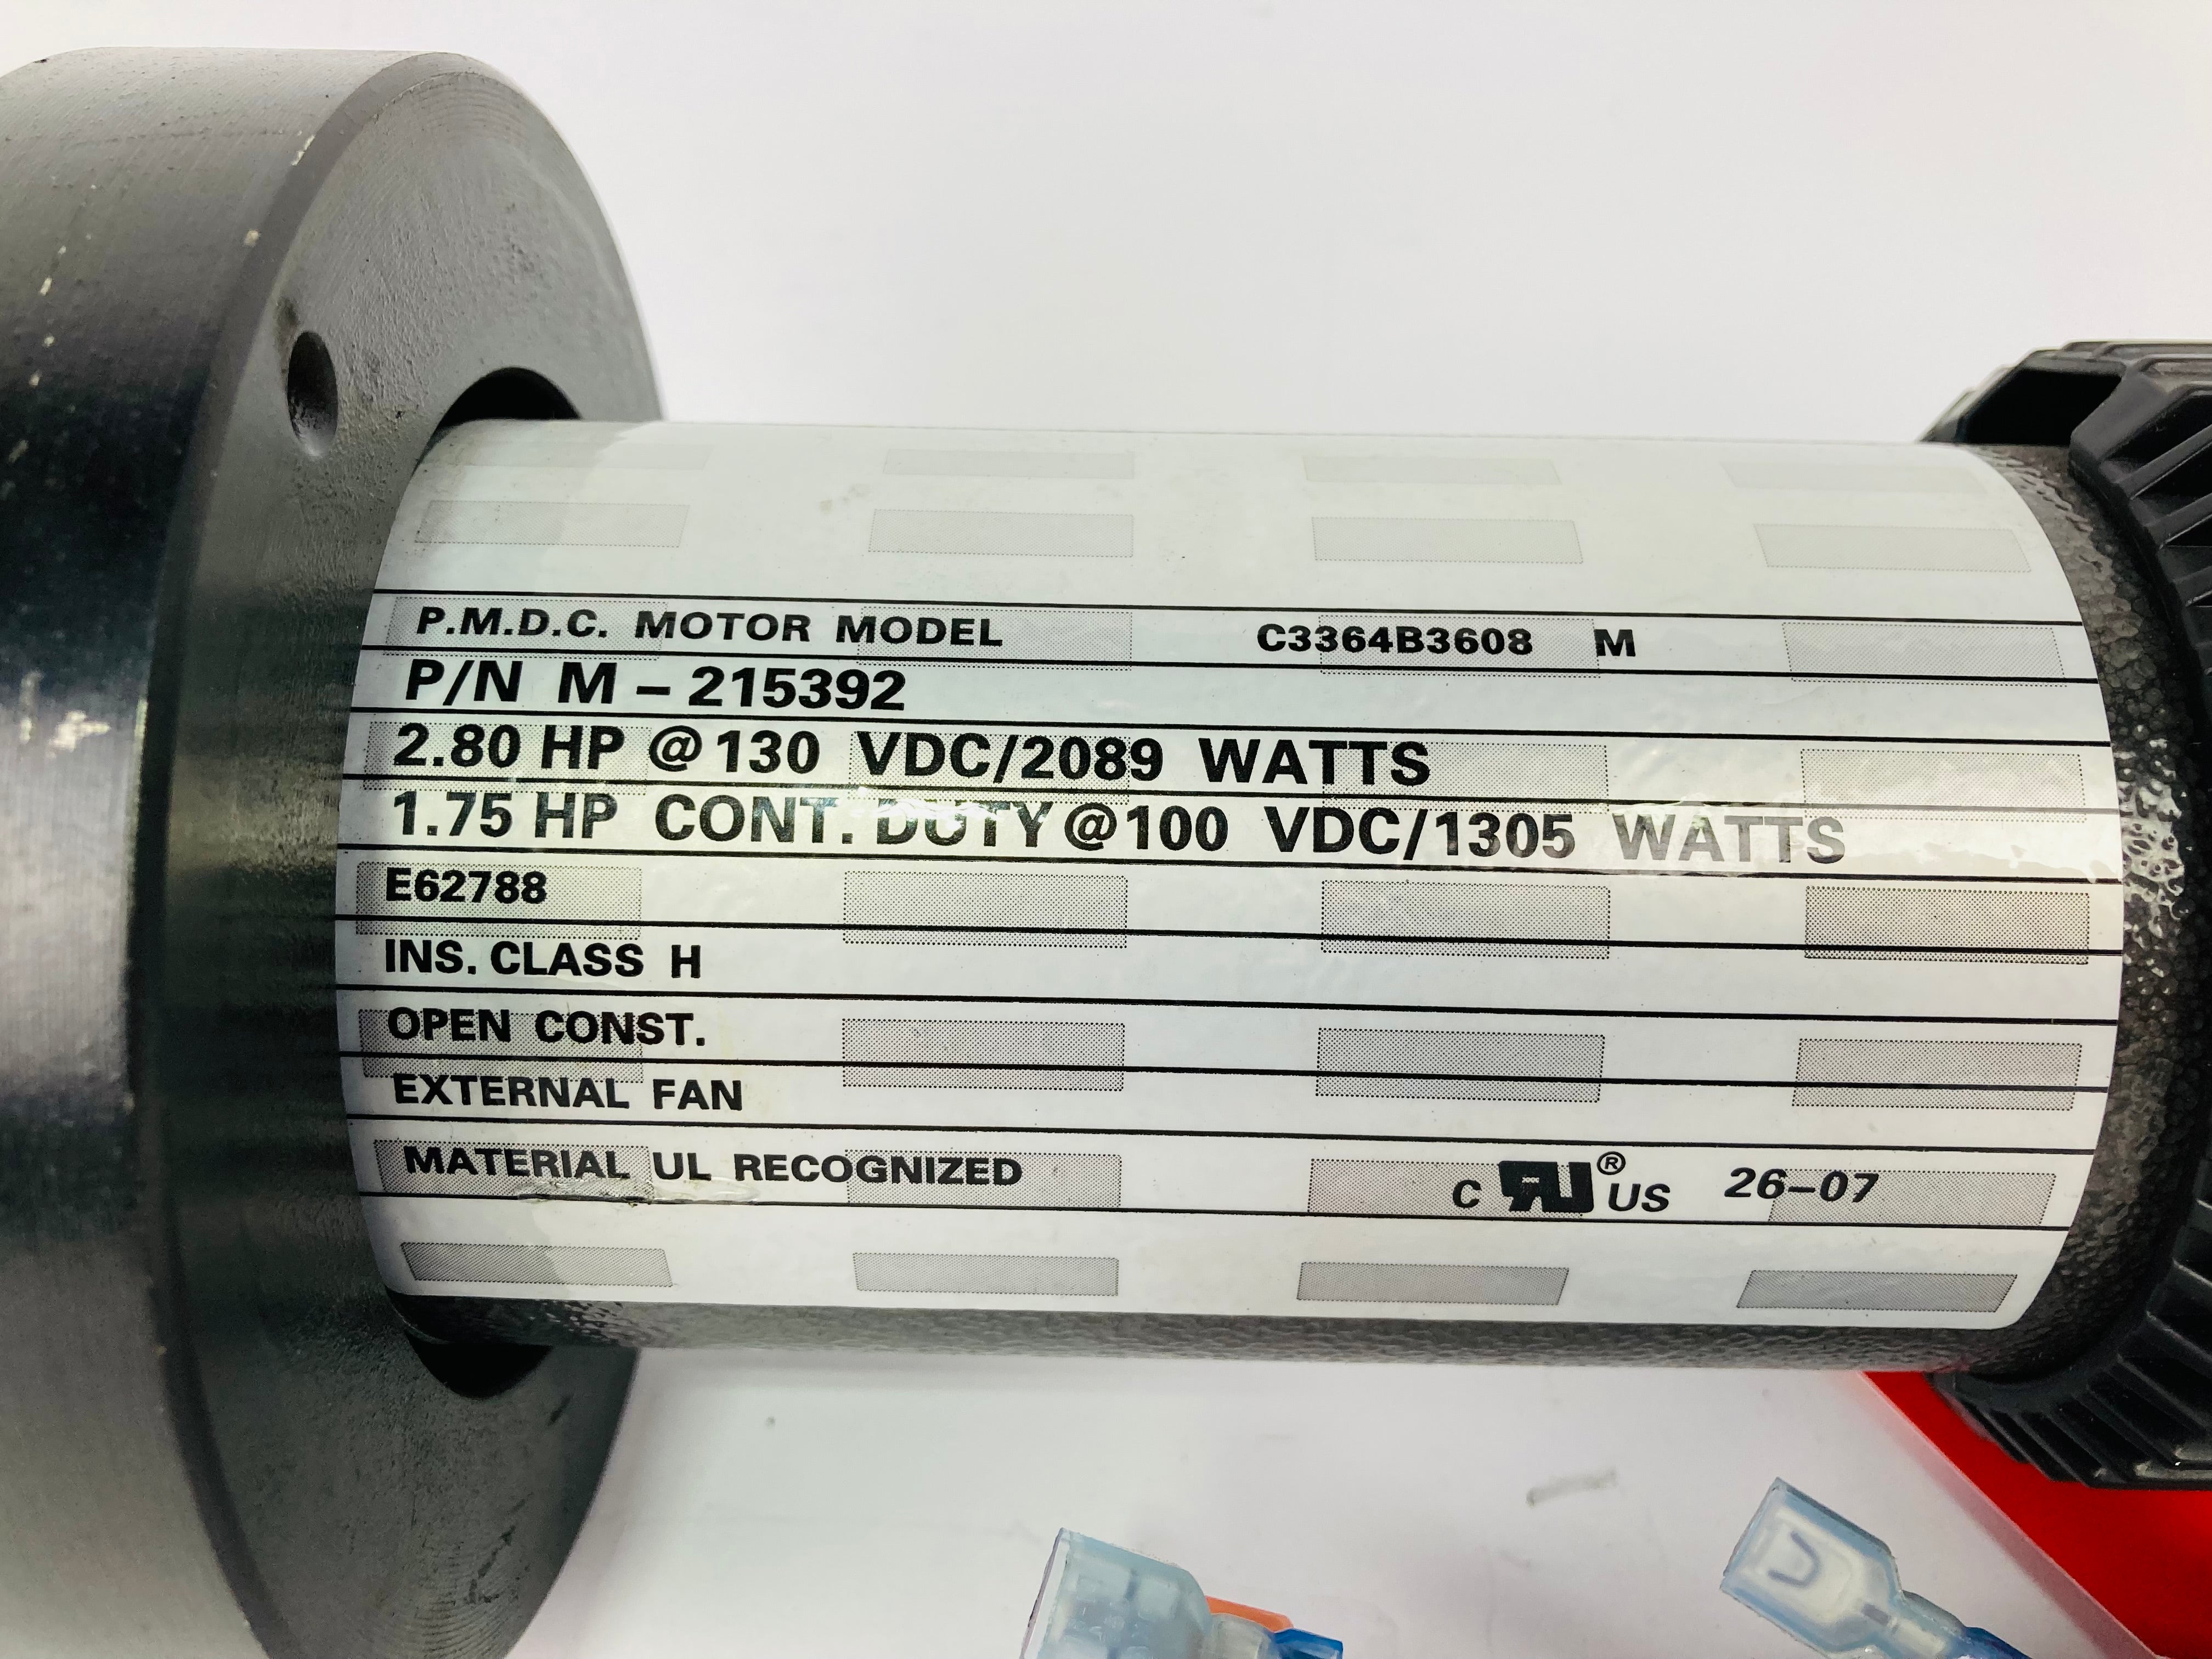 P.M.D.C. MOTOR MODEL C3364B3608 M
P/N M – 215392
2.80 HP @ 130 VDC/2089 WATTS
1.75 HP CONT. DUTY @ 100 VDC/1305 WATTS
E62788
INS. CLASS H
OPEN CONST.
EXTERNAL FAN
MATERIAL UL RECOGNIZED C RU® US 26–07